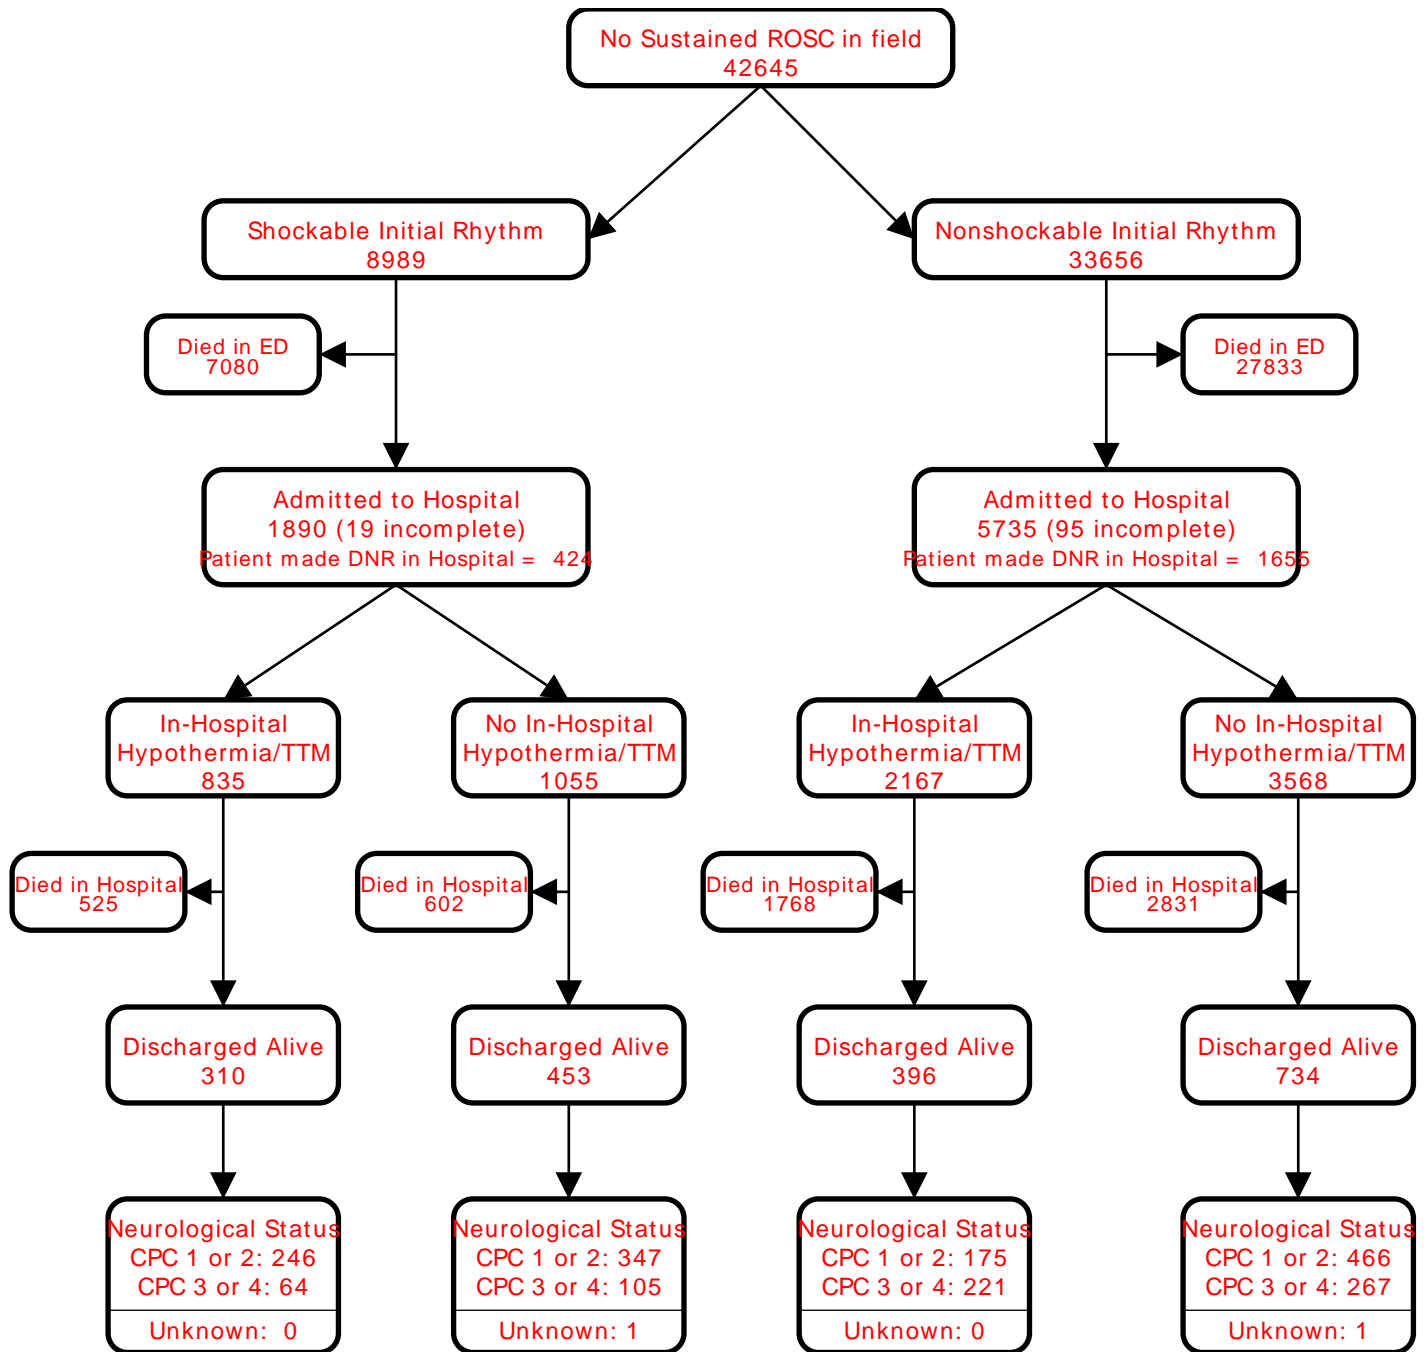 No Sustained ROSC in field
42645
Shockable Initial Rhythm
8989
Nonshockable Initial Rhythm
33656
Died in ED
7080
Died in ED
27833
Admitted to Hospital
1890 (19 incomplete)
Patient made DNR in Hospital = 424
Admitted to Hospital
5735 (95 incomplete)
Patient made DNR in Hospital = 1655
In-Hospital
Hypothermia/TTM
835
No In-Hospital
Hypothermia/TTM
1055
In-Hospital
Hypothermia/TTM
2167
No In-Hospital
Hypothermia/TTM
3568
Died in Hospital
525
Died in Hospital
602
Died in Hospital
1768
Died in Hospital
2831
Discharged Alive
310
Discharged Alive
453
Discharged Alive
396
Discharged Alive
734
Neurological Status
CPC 1 or 2: 246
CPC 3 or 4: 64
Unknown: 0
Neurological Status
CPC 1 or 2: 347
CPC 3 or 4: 105
Unknown: 1
Neurological Status
CPC 1 or 2: 175
CPC 3 or 4: 221
Unknown: 0
Neurological Status
CPC 1 or 2: 466
CPC 3 or 4: 267
Unknown: 1